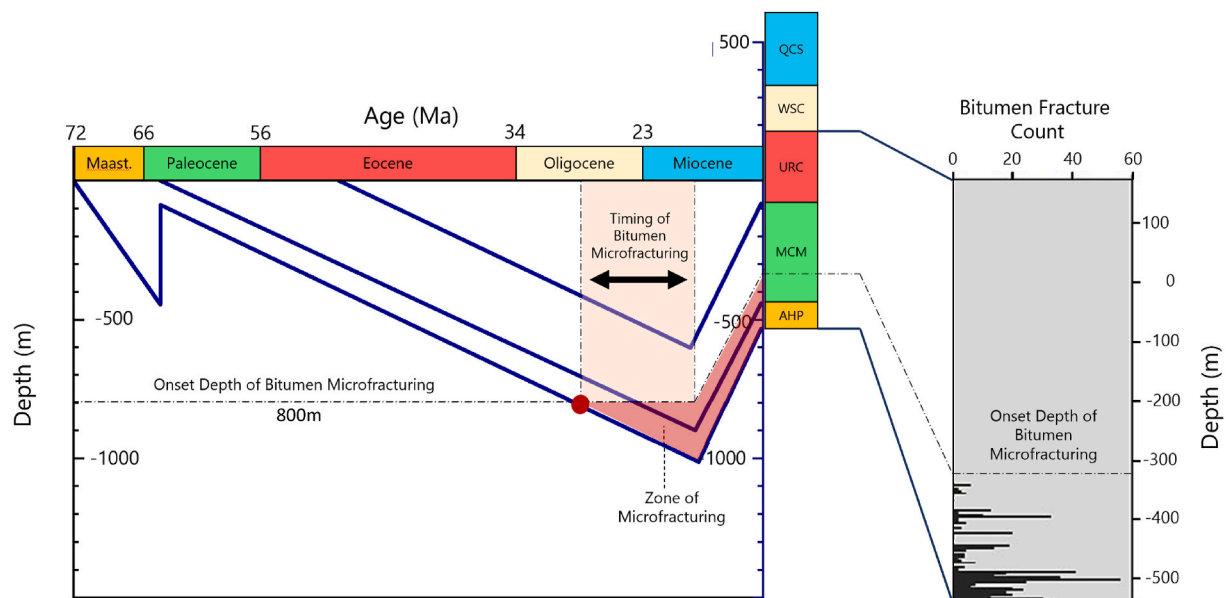 Age (Ma)
72 66 56 34 23
Maast. Paleocene Eocene Oligocene Miocene
Timing of
Bitumen
Microfracturing
Onset Depth of Bitumen Microfracturing
800m
Zone of
Microfracturing
Depth (m)
-500
-1000
500
-500
-1000
QCS
WSC
URC
MCM
AHP
Bitumen Fracture
Count
0 20 40 60
100
0
-100
-200
-300
-400
-500
Depth (m)
Onset Depth of
Bitumen
Microfracturing